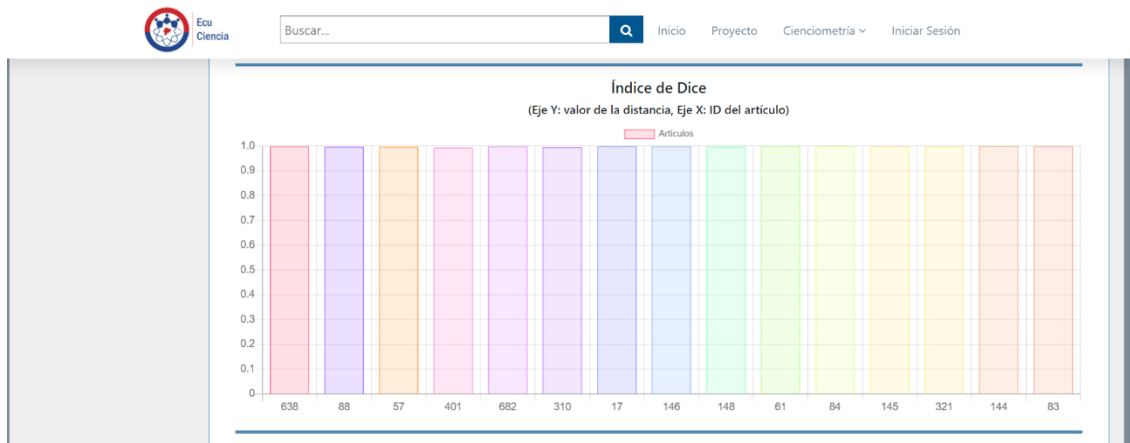 Ecu
Ciencia
Buscar...
Inicio Proyecto Cienciometría Iniciar Sesión
Índice de Dice
(Eje Y: valor de la distancia, Eje X: ID del artículo)
Artículos
1.0
0.9
0.8
0.7
0.6
0.5
0.4
0.3
0.2
0.1
0
638 88 57 401 682 310 17 146 148 61 84 145 321 144 83